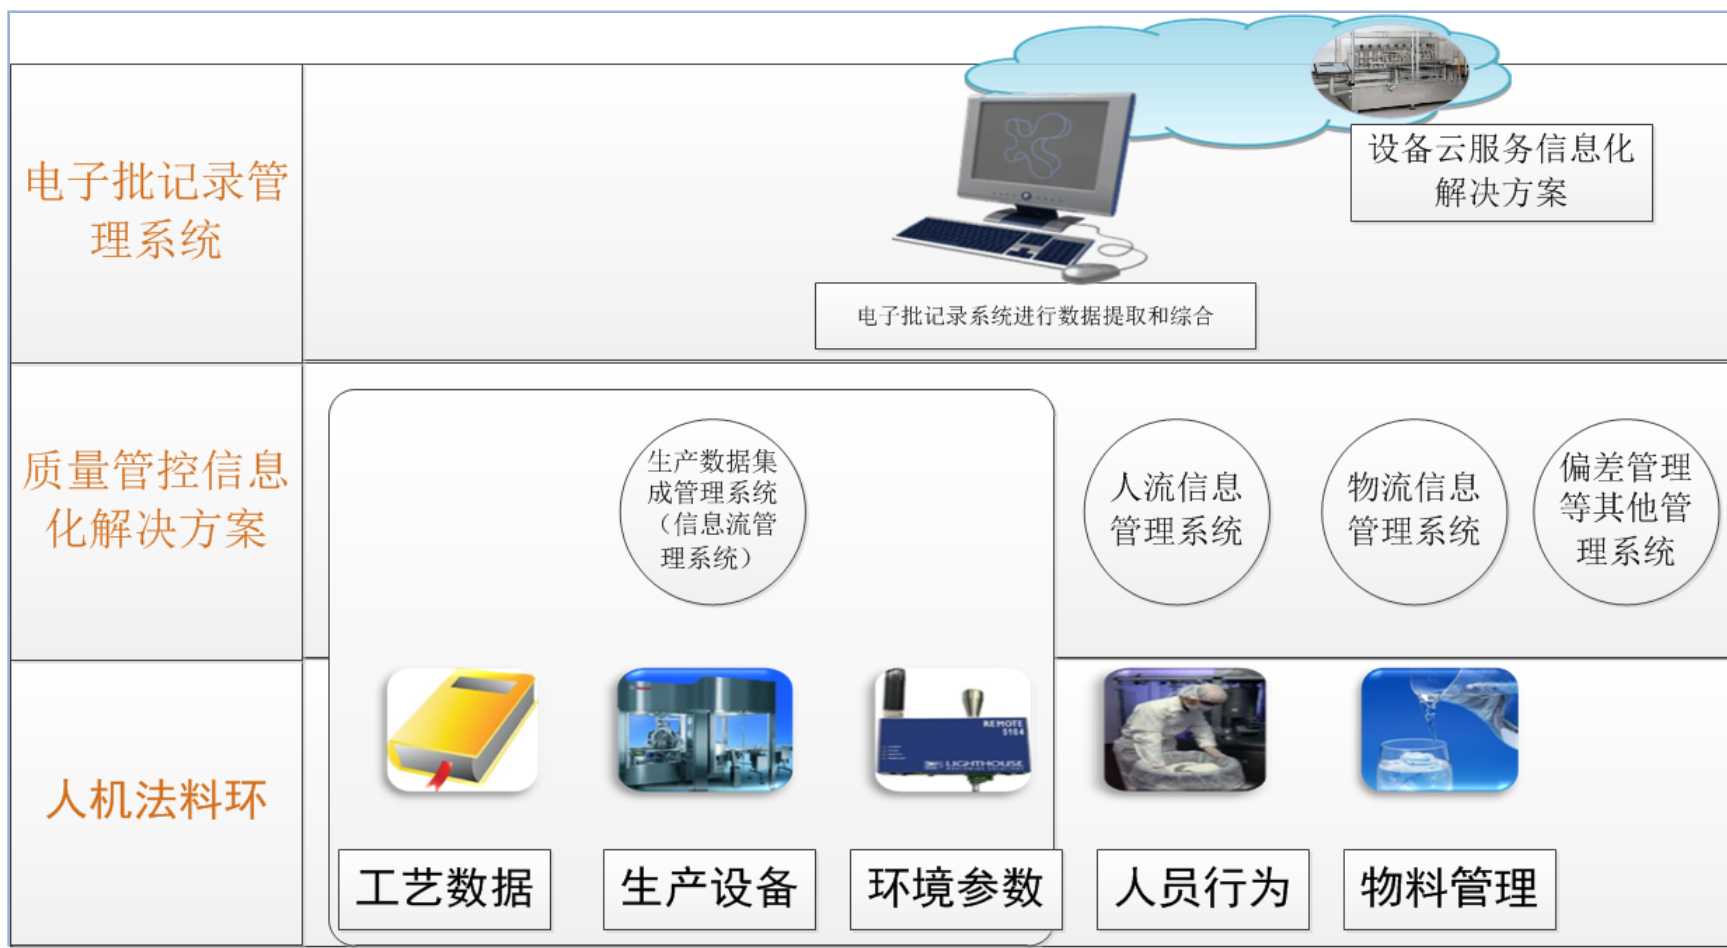 电子批记录管
理系统
设备云服务信息化
解决方案
电子批记录系统进行数据提取和综合
质量管控信息
化解决方案
生产数据集
成管理系统
（信息流管
理系统）
人流信息
管理系统
物流信息
管理系统
偏差管理
等其他管
理系统
人机法料环
REMOTE
5104
LIGHTHOUSE
工艺数据
生产设备
环境参数
人员行为
物料管理